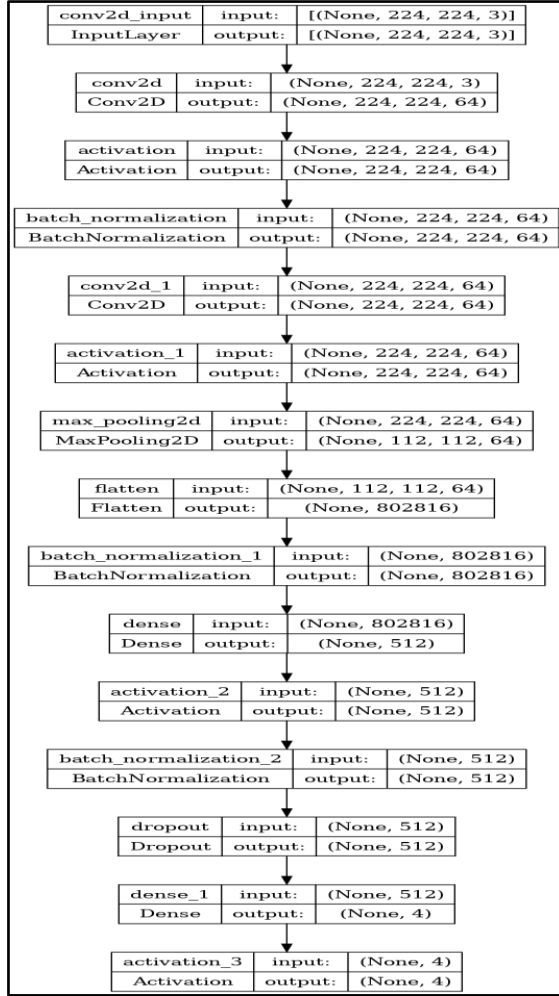 conv2d_input input: [(None, 224, 224, 3)]
InputLayer output: [(None, 224, 224, 3)]
conv2d input: (None, 224, 224, 3)
Conv2D output: (None, 224, 224, 64)
activation input: (None, 224, 224, 64)
Activation output: (None, 224, 224, 64)
batch_normalization input: (None, 224, 224, 64)
BatchNormalization output: (None, 224, 224, 64)
conv2d_1 input: (None, 224, 224, 64)
Conv2D output: (None, 224, 224, 64)
activation_1 input: (None, 224, 224, 64)
Activation output: (None, 224, 224, 64)
max_pooling2d input: (None, 224, 224, 64)
MaxPooling2D output: (None, 112, 112, 64)
flatten input: (None, 112, 112, 64)
Flatten output: (None, 802816)
batch_normalization_1 input: (None, 802816)
BatchNormalization output: (None, 802816)
dense input: (None, 802816)
Dense output: (None, 512)
activation_2 input: (None, 512)
Activation output: (None, 512)
batch_normalization_2 input: (None, 512)
BatchNormalization output: (None, 512)
dropout input: (None, 512)
Dropout output: (None, 512)
dense_1 input: (None, 512)
Dense output: (None, 4)
activation_3 input: (None, 4)
Activation output: (None, 4)